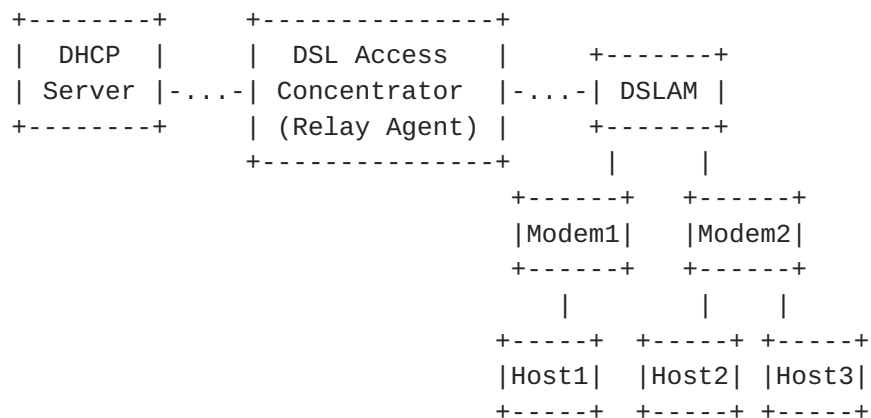 +--------+     +---------------+
|  DHCP  |     |  DSL Access   |     +-------+
| Server |-...-| Concentrator  |-...-| DSLAM |
+--------+     | (Relay Agent) |     +-------+
               +---------------+      |     |
                               +------+   +------+
                               |Modem1|   |Modem2|
                               +------+   +------+
                                  |        |    |
                              +-----+  +-----+ +-----+
                              |Host1|  |Host2| |Host3|
                              +-----+  +-----+ +-----+